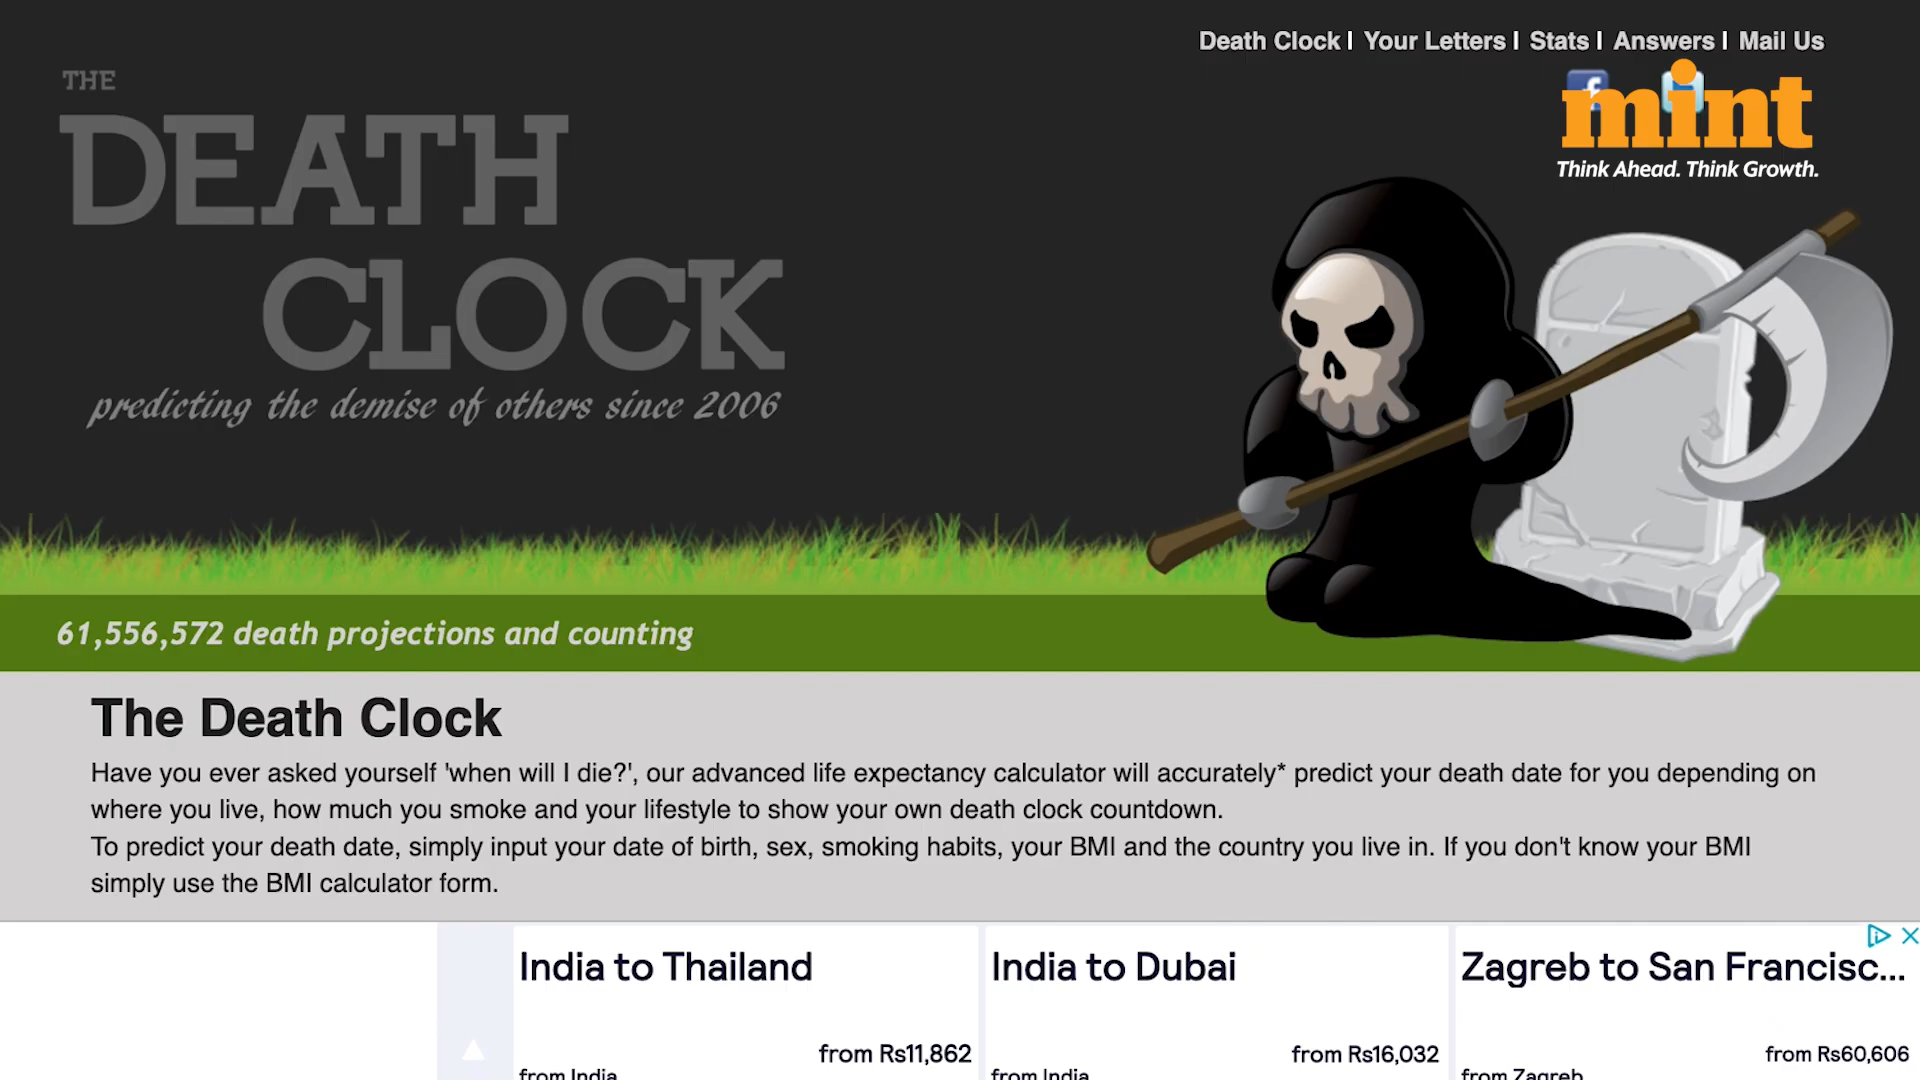 Death Clock | Your Letters | Stats | Answers | Mail Us
mint
Think Ahead. Think Growth.
THE
DEATH
CLOCK
predicting the demise of others since 2006
61,556,572 death projections and counting
The Death Clock
Have you ever asked yourself 'when will I die?', our advanced life expectancy calculator will accurately* predict your death date for you depending on
where you live, how much you smoke and your lifestyle to show your own death clock countdown.
To predict your death date, simply input your date of birth, sex, smoking habits, your BMI and the country you live in. If you don't know your BMI
simply use the BMI calculator form.
India to Thailand
from Rs11,862
from India
India to Dubai
from Rs16,032
from India
Zagreb to San Francisc...
from Rs60,606
from Zagreb